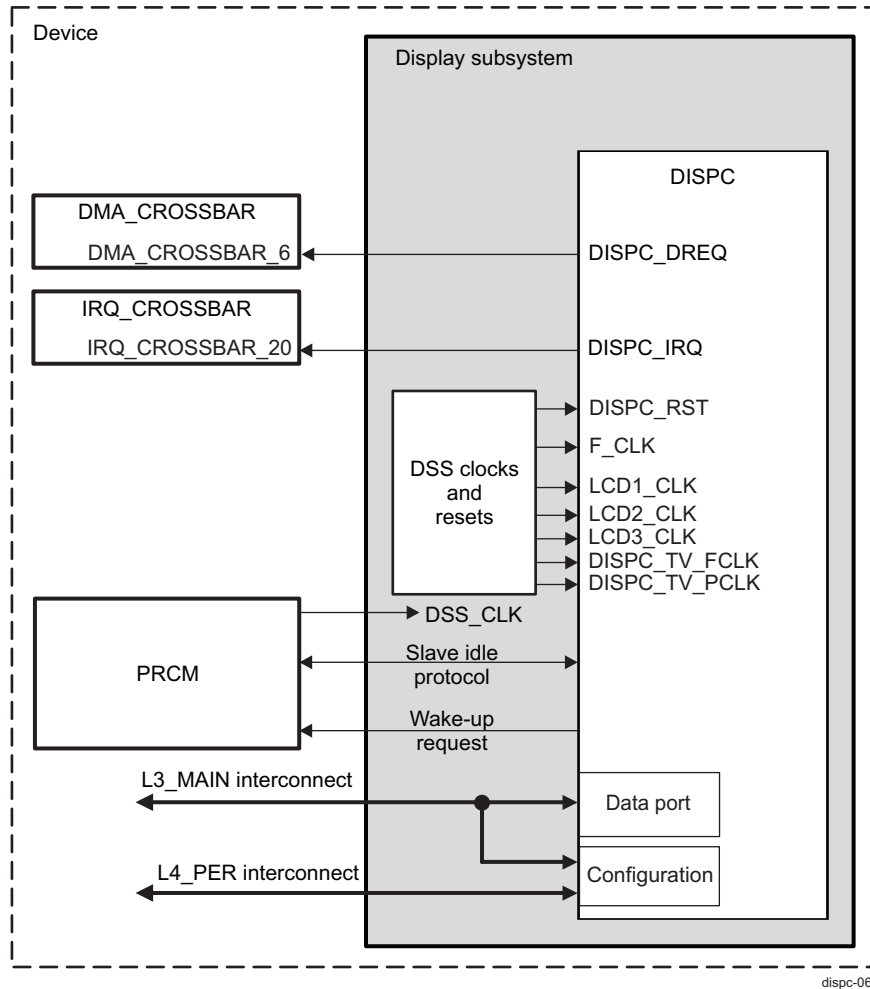 Device
Display subsystem
DISPC
DMA_CROSSBAR
DMA_CROSSBAR_6
DISPC_DREQ
IRQ_CROSSBAR
IRQ_CROSSBAR_20
DISPC_IRQ
DSS clocks
and
resets
DISPC_RST
F_CLK
LCD1_CLK
LCD2_CLK
LCD3_CLK
DISPC_TV_FCLK
DISPC_TV_PCLK
DSS_CLK
PRCM
Slave idle
protocol
Wake-up
request
L3_MAIN interconnect
Data port
L4_PER interconnect
Configuration
dispc-06